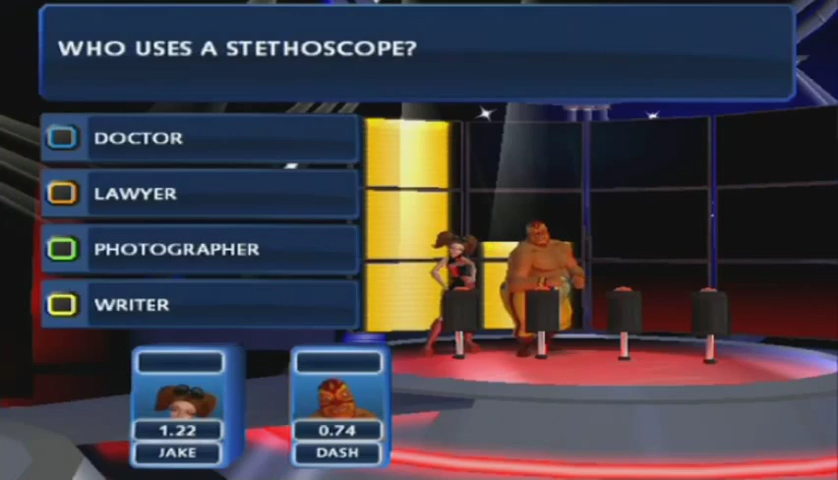 WHO USES A STETHOSCOPE?
DOCTOR
LAWYER
PHOTOGRAPHER
WRITER
1.22
JAKE
0.74
DASH